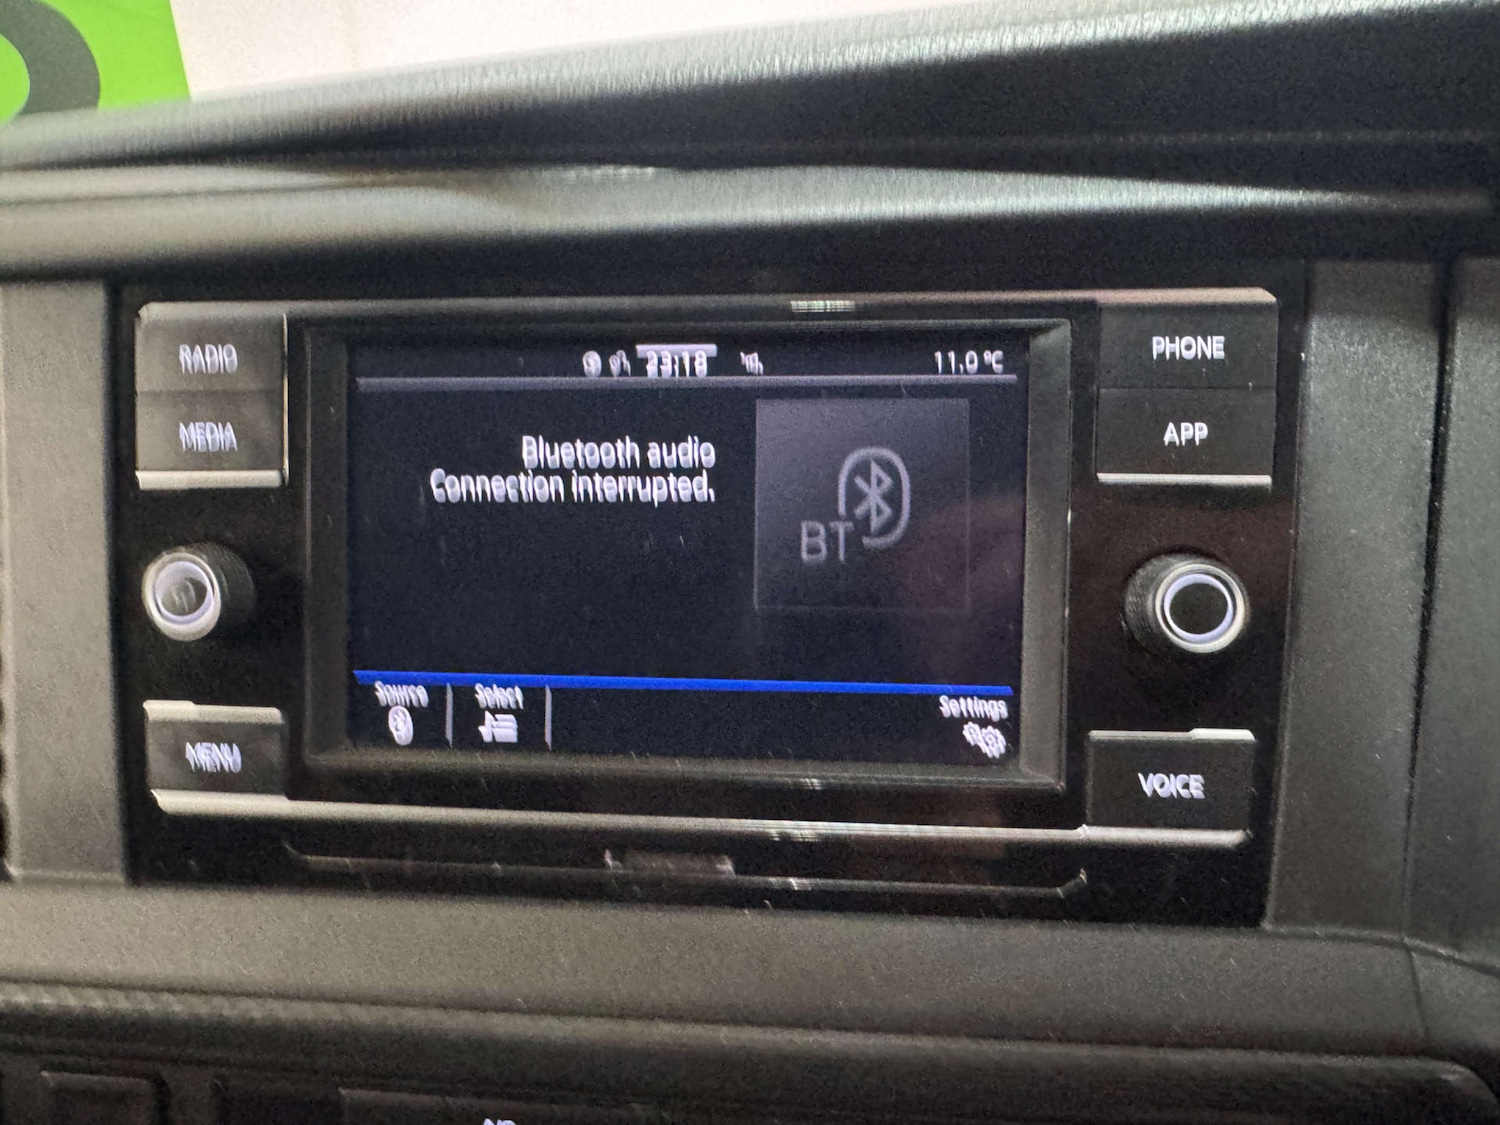 RADIO
MEDIA
23:18
11.0 °C
Bluetooth audio
Connection interrupted.
BT
Source
Select
Settings
MENU
PHONE
APP
VOICE